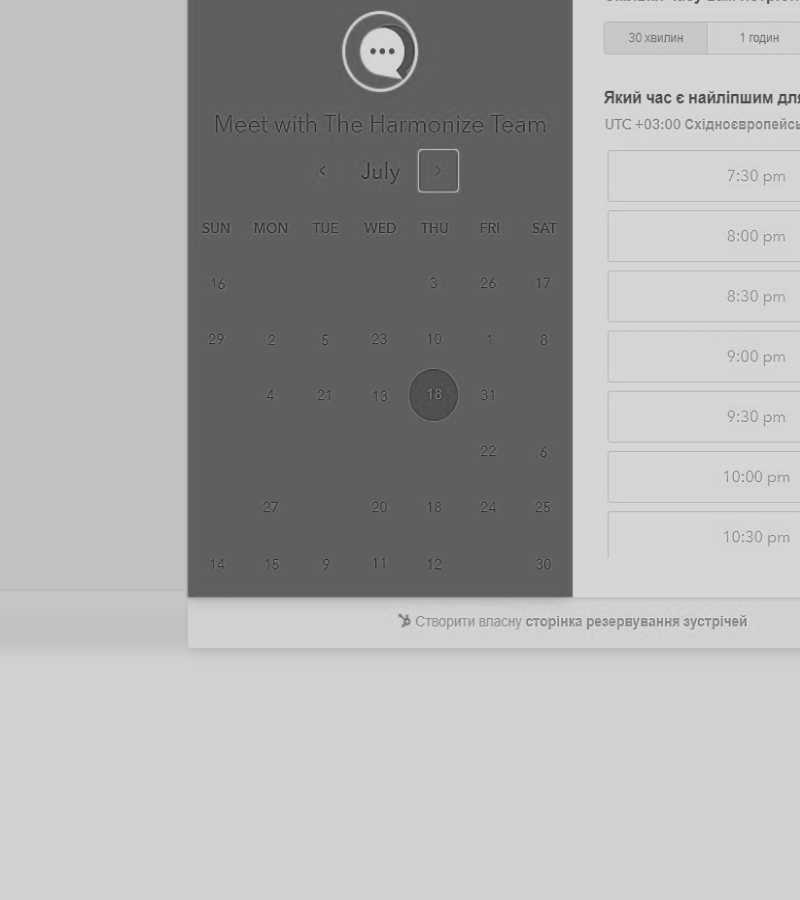 30 хвилин 1 годин
Meet with The Harmonize Team
Який час є найліпшим
UTC +03:00
July
7:30 pm
SUN MON TUE WED THU FRI SAT
8:00 pm
16 3 26 17
8:30 pm
29 2 5 23 10 1 8
9:00 pm
4 21 13 18 31
9:30 pm
22 6
10:00 pm
27 20 18 24 25
10:30 pm
14 15 9 11 12 30
Створити власну сторінка резервування зустрічей